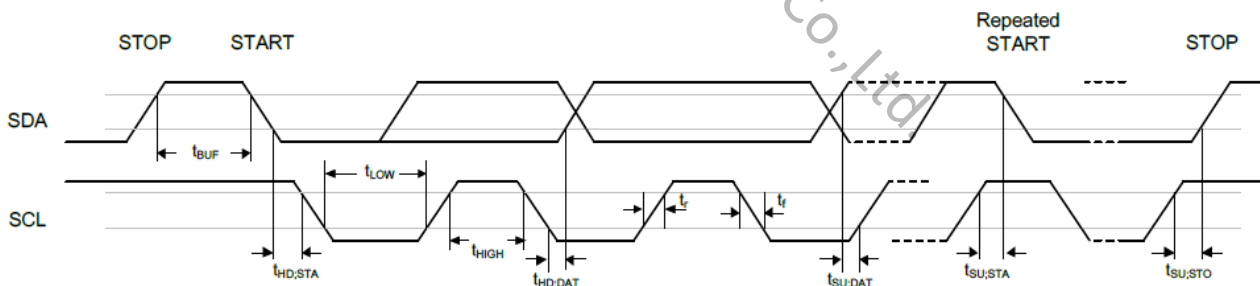 Repeated
STOP START START STOP
SDA
tBUF
tLOW
SCL
tr tf
tHIGH
tHD;STA tHD;DAT tSU;DAT tSU;STA tSU;STO
Co.,Ltd.